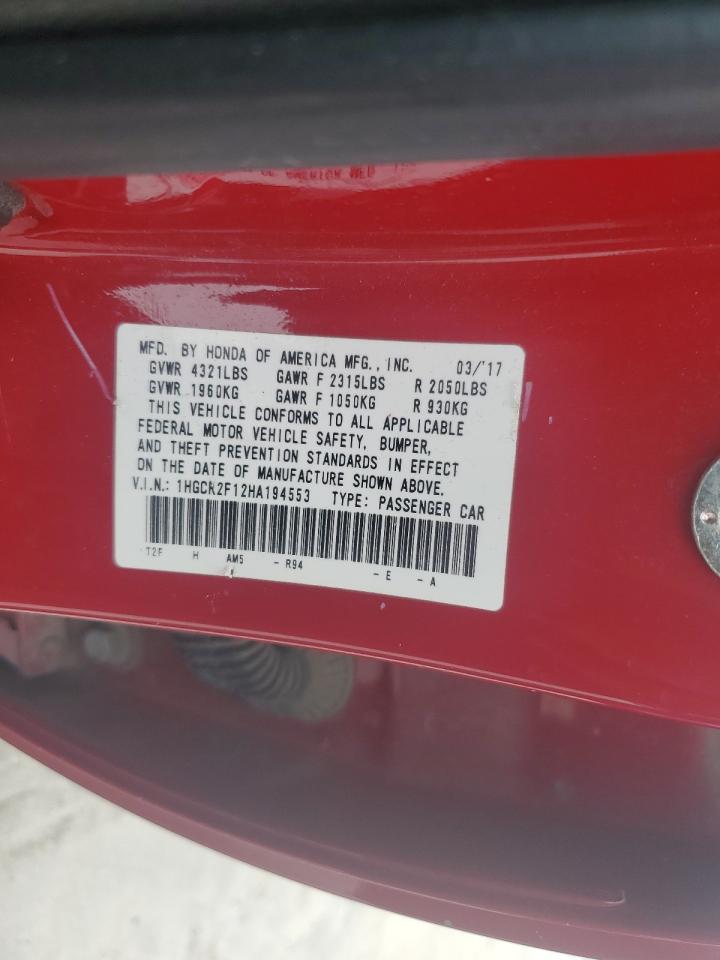 MFD. BY HONDA OF AMERICA MFG., INC. 03/'17
GVWR 4321LBS GAWR F 2315LBS R 2050LBS
GVWR 1960KG GAWR F 1050KG R 930KG
THIS VEHICLE CONFORMS TO ALL APPLICABLE
FEDERAL MOTOR VEHICLE SAFETY, BUMPER,
AND THEFT PREVENTION STANDARDS IN EFFECT
ON THE DATE OF MANUFACTURE SHOWN ABOVE.
V.I.N.: 1HGCR2F12HA194553 TYPE: PASSENGER CAR
T2F H AM5 - R94 - E - A